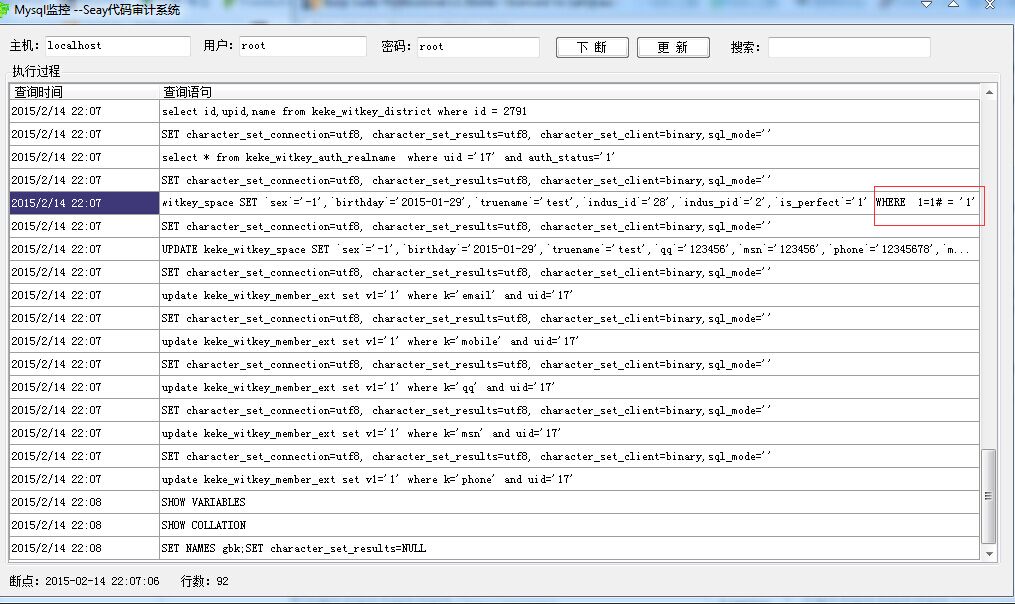 Mysql监控 --Seay代码审计系统
主机: localhost 用户: root 密码: root 下 断 更 新 搜索:
执行过程
查询时间 查询语句
2015/2/14 22:07 select id,upid,name from keke_witkey_district where id = 2791
2015/2/14 22:07 SET character_set_connection=utf8, character_set_results=utf8, character_set_client=binary,sql_mode=''
2015/2/14 22:07 select * from keke_witkey_auth_realname  where uid ='17' and auth_status='1'
2015/2/14 22:07 SET character_set_connection=utf8, character_set_results=utf8, character_set_client=binary,sql_mode=''
2015/2/14 22:07 witkey_space SET `sex`='-1',`birthday`='2015-01-29',`truename`='test',`indus_id`='28',`indus_pid`='2',`is_perfect`='1' WHERE  1=1# = '1'
2015/2/14 22:07 SET character_set_connection=utf8, character_set_results=utf8, character_set_client=binary,sql_mode=''
2015/2/14 22:07 UPDATE keke_witkey_space SET `sex`='-1',`birthday`='2015-01-29',`truename`='test',`qq`='123456',`msn`='123456',`phone`='12345678',`m...
2015/2/14 22:07 SET character_set_connection=utf8, character_set_results=utf8, character_set_client=binary,sql_mode=''
2015/2/14 22:07 update keke_witkey_member_ext set v1='1' where k='email' and uid='17'
2015/2/14 22:07 SET character_set_connection=utf8, character_set_results=utf8, character_set_client=binary,sql_mode=''
2015/2/14 22:07 update keke_witkey_member_ext set v1='1' where k='mobile' and uid='17'
2015/2/14 22:07 SET character_set_connection=utf8, character_set_results=utf8, character_set_client=binary,sql_mode=''
2015/2/14 22:07 update keke_witkey_member_ext set v1='1' where k='qq' and uid='17'
2015/2/14 22:07 SET character_set_connection=utf8, character_set_results=utf8, character_set_client=binary,sql_mode=''
2015/2/14 22:07 update keke_witkey_member_ext set v1='1' where k='msn' and uid='17'
2015/2/14 22:07 SET character_set_connection=utf8, character_set_results=utf8, character_set_client=binary,sql_mode=''
2015/2/14 22:07 update keke_witkey_member_ext set v1='1' where k='phone' and uid='17'
2015/2/14 22:08 SHOW VARIABLES
2015/2/14 22:08 SHOW COLLATION
2015/2/14 22:08 SET NAMES gbk;SET character_set_results=NULL
断点: 2015-02-14 22:07:06 行数: 92